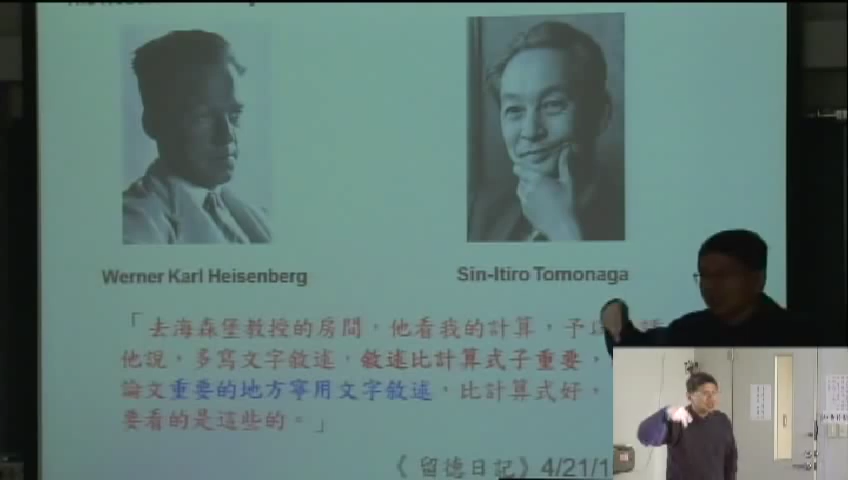 Werner Karl Heisenberg
Sin-Itiro Tomonaga
「去海森堡教授的房間，他看我的計算，予
他說，多寫文字敘述，敘述比計算式子重要，
論文重要的地方寧用文字敘述，比計算式好，
要看的是這些的。」
《留德日記》4/21/1